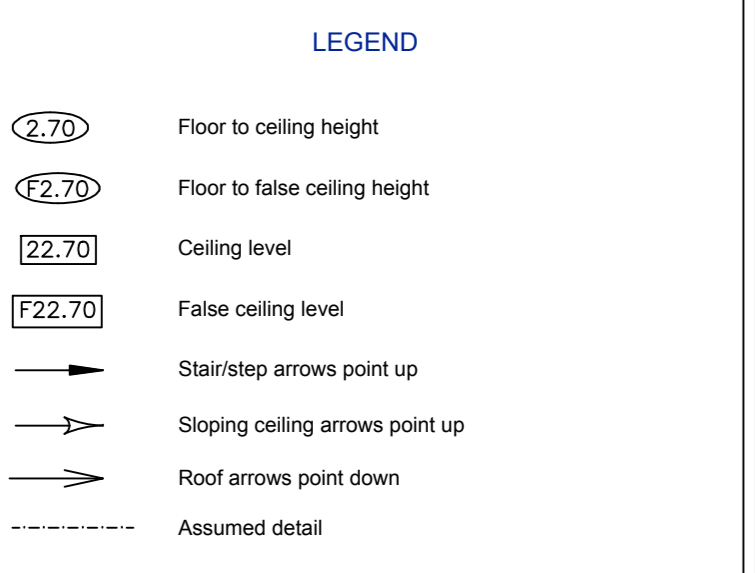 LEGEND
2.70 Floor to ceiling height
F2.70 Floor to false ceiling height
22.70 Ceiling level
F22.70 False ceiling level
Stair/step arrows point up
Sloping ceiling arrows point up
Roof arrows point down
Assumed detail